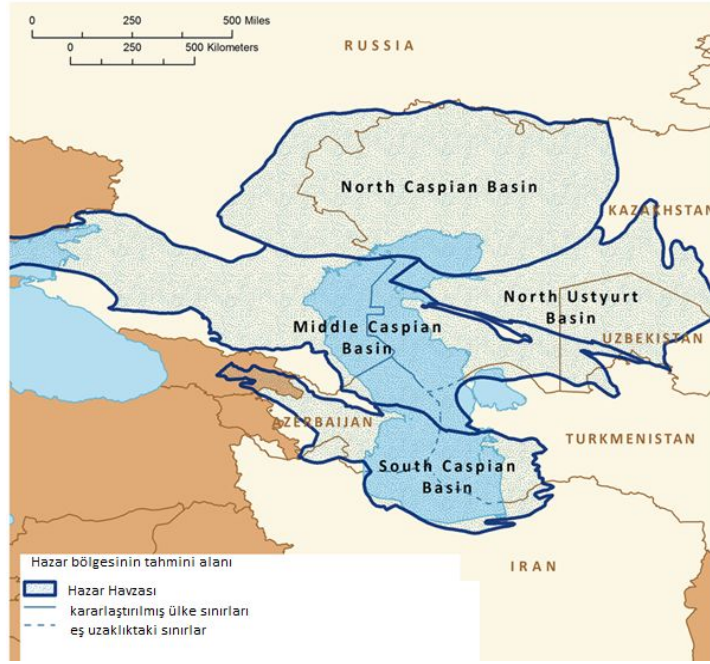 0 250 500 Miles
0 250 500 Kilometers
RUSSIA
North Caspian Basin
KAZAKHSTAN
North Ustyurt
Basin
Middle Caspian
Basin
UZBEKISTAN
AZERBAIJAN
TURKMENISTAN
South Caspian
Basin
IRAN
Hazar bölgesinin tahmini alanı
Hazar Havzası
kararlaştırılmış ülke sınırları
eş uzaklıktaki sınırlar